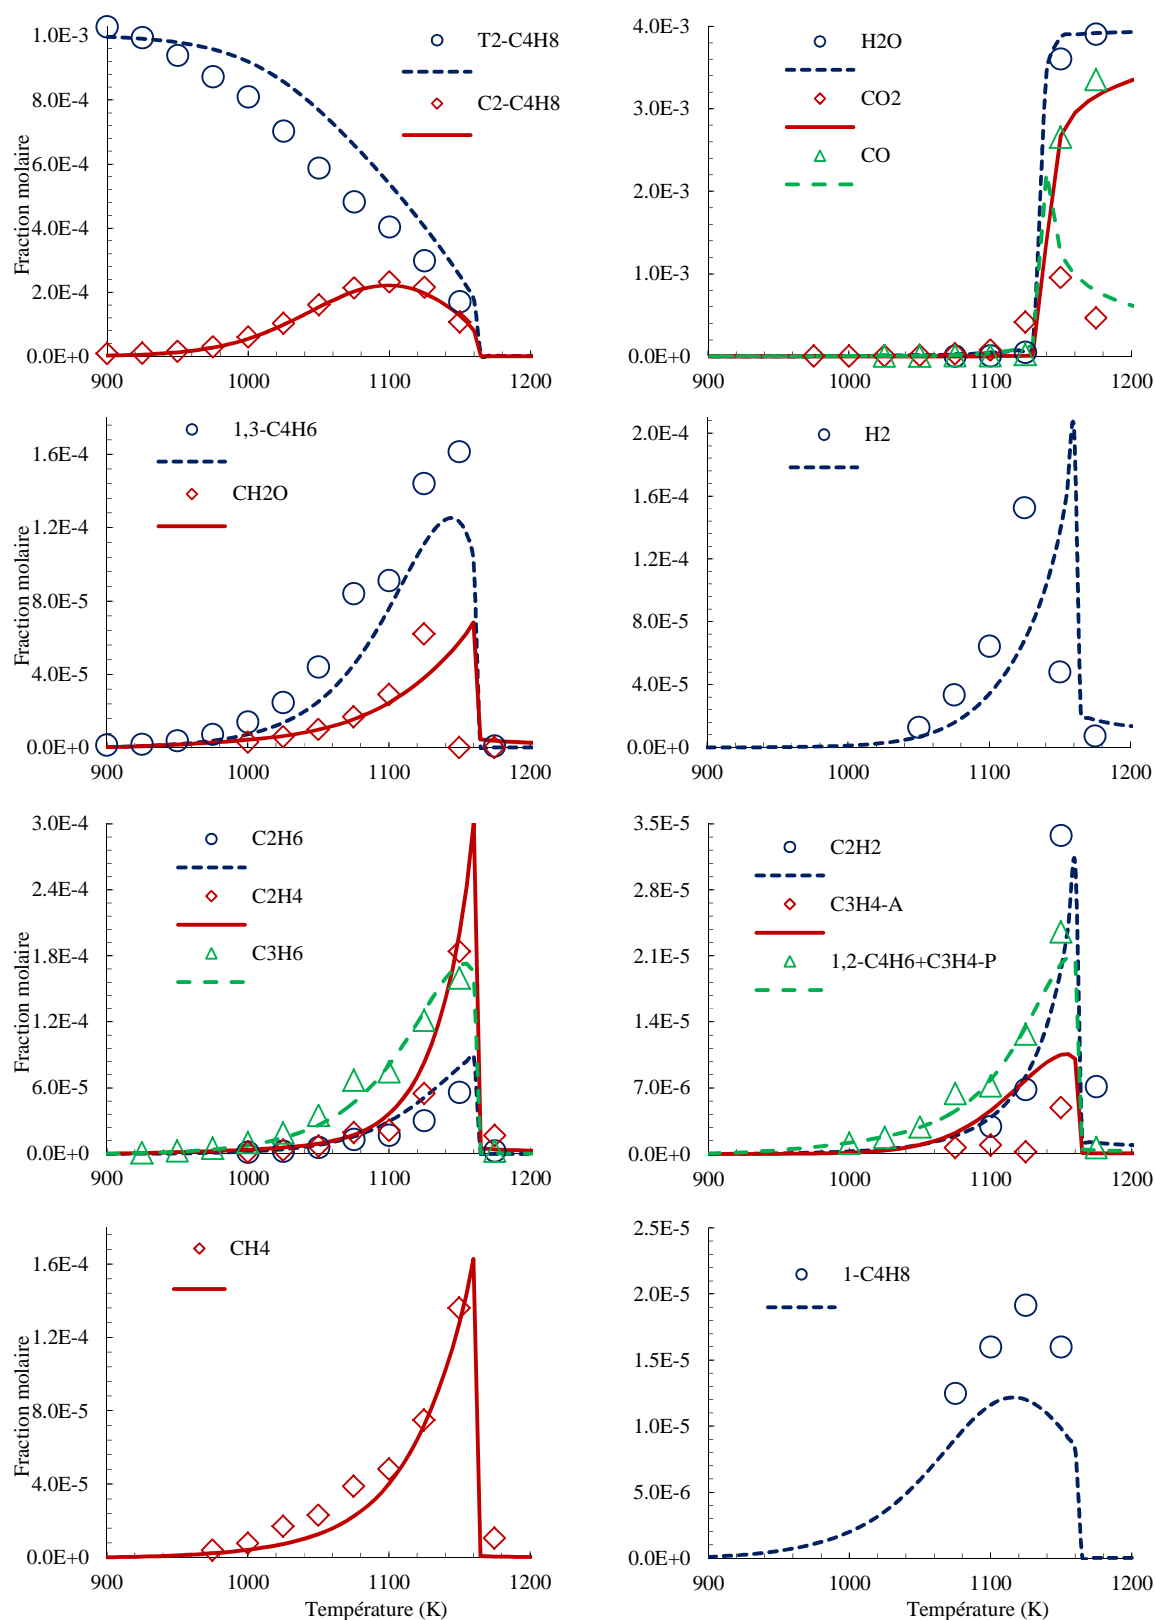 1.0E-3
8.0E-4
6.0E-4
4.0E-4
2.0E-4
0.0E+0
900
1000
1100
1200
Fraction molaire
T2-C4H8
C2-C4H8
4.0E-3
3.0E-3
2.0E-3
1.0E-3
0.0E+0
900
1000
1100
1200
H2O
CO2
CO
1.6E-4
1.2E-4
8.0E-5
4.0E-5
0.0E+0
900
1000
1100
1200
Fraction molaire
1,3-C4H6
CH2O
2.0E-4
1.6E-4
1.2E-4
8.0E-5
4.0E-5
0.0E+0
900
1000
1100
1200
H2
3.0E-4
2.4E-4
1.8E-4
1.2E-4
6.0E-5
0.0E+0
900
1000
1100
1200
Fraction molaire
C2H6
C2H4
C3H6
3.5E-5
2.8E-5
2.1E-5
1.4E-5
7.0E-6
0.0E+0
900
1000
1100
1200
C2H2
C3H4-A
1,2-C4H6+C3H4-P
1.6E-4
1.2E-4
8.0E-5
4.0E-5
0.0E+0
900
1000
1100
1200
Fraction molaire
Température (K)
CH4
2.5E-5
2.0E-5
1.5E-5
1.0E-5
5.0E-6
0.0E+0
900
1000
1100
1200
Température (K)
1-C4H8